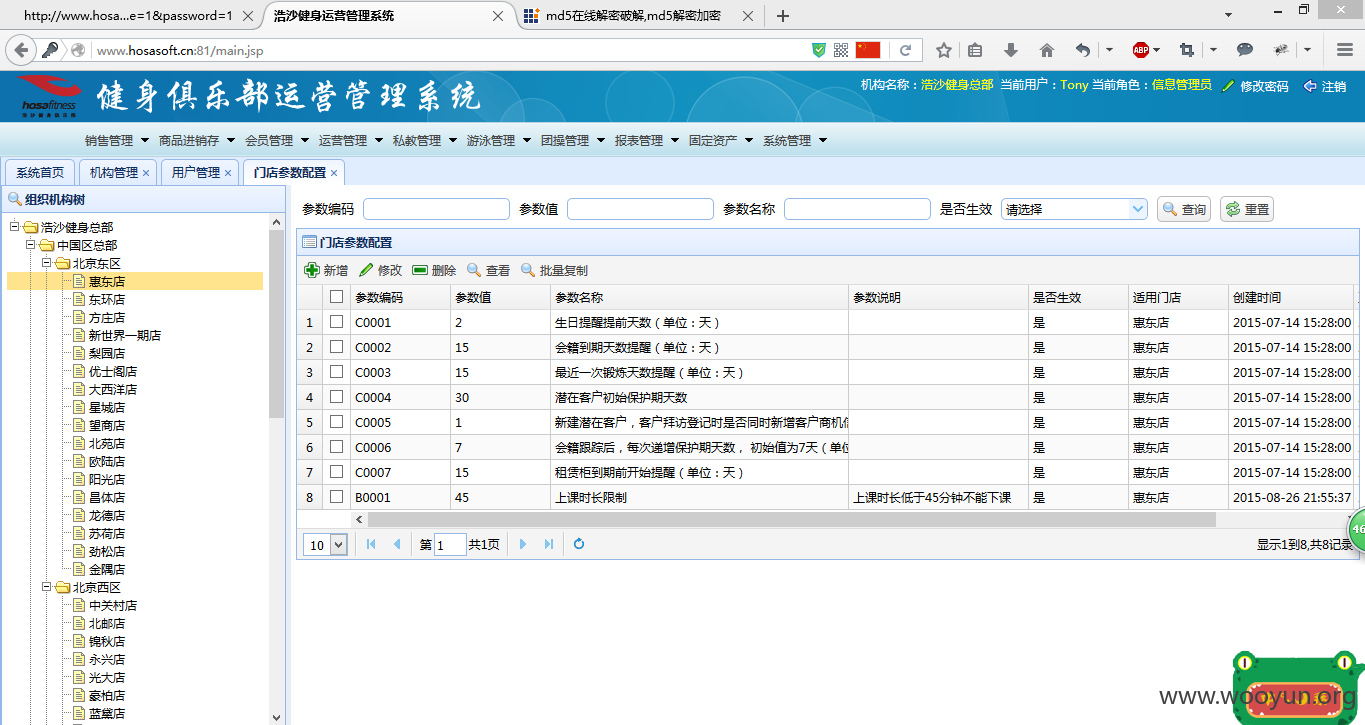 http://www.hosa...e=1&password=1
浩沙健身运营管理系统
md5在线解密破解,md5解密加密
www.hosasoft.cn:81/main.jsp
ABP
hosafitness
浩沙健身俱乐部
健身俱乐部运营管理系统
机构名称：浩沙健身总部 当前用户：Tony 当前角色：信息管理员 修改密码 注销
销售管理 商品进销存 会员管理 运营管理 私教管理 游泳管理 团操管理 报表管理 固定资产 系统管理
系统首页 机构管理 用户管理 门店参数配置
组织机构树
浩沙健身总部
中国区总部
北京东区
惠东店
东环店
方庄店
新世界一期店
梨园店
优士阁店
大西洋店
星城店
望商店
北苑店
欧陆店
阳光店
昌体店
龙德店
苏荷店
劲松店
金隅店
北京西区
中关村店
北邮店
锦秋店
永兴店
光大店
豪柏店
蓝黛店
参数编码 参数值 参数名称 是否生效 请选择 查询 重置
门店参数配置
新增 修改 删除 查看 批量复制
参数编码 参数值 参数名称 参数说明 是否生效 适用门店 创建时间
1 C0001 2 生日提醒提前天数（单位：天） 是 惠东店 2015-07-14 15:28:00
2 C0002 15 会籍到期天数提醒（单位：天） 是 惠东店 2015-07-14 15:28:00
3 C0003 15 最近一次锻炼天数提醒（单位：天） 是 惠东店 2015-07-14 15:28:00
4 C0004 30 潜在客户初始保护期天数 是 惠东店 2015-07-14 15:28:00
5 C0005 1 新建潜在客户，客户拜访登记时是否同时新增客户商机信 是 惠东店 2015-07-14 15:28:00
6 C0006 7 会籍跟踪后，每次递增保护期天数， 初始值为7天（单位 是 惠东店 2015-07-14 15:28:00
7 C0007 15 租赁柜到期前开始提醒（单位：天） 是 惠东店 2015-07-14 15:28:00
8 B0001 45 上课时长限制 上课时长低于45分钟不能下课 是 惠东店 2015-08-26 21:55:37
10 第 1 共1页 显示1到8,共8记录
46
www.wooyun.org